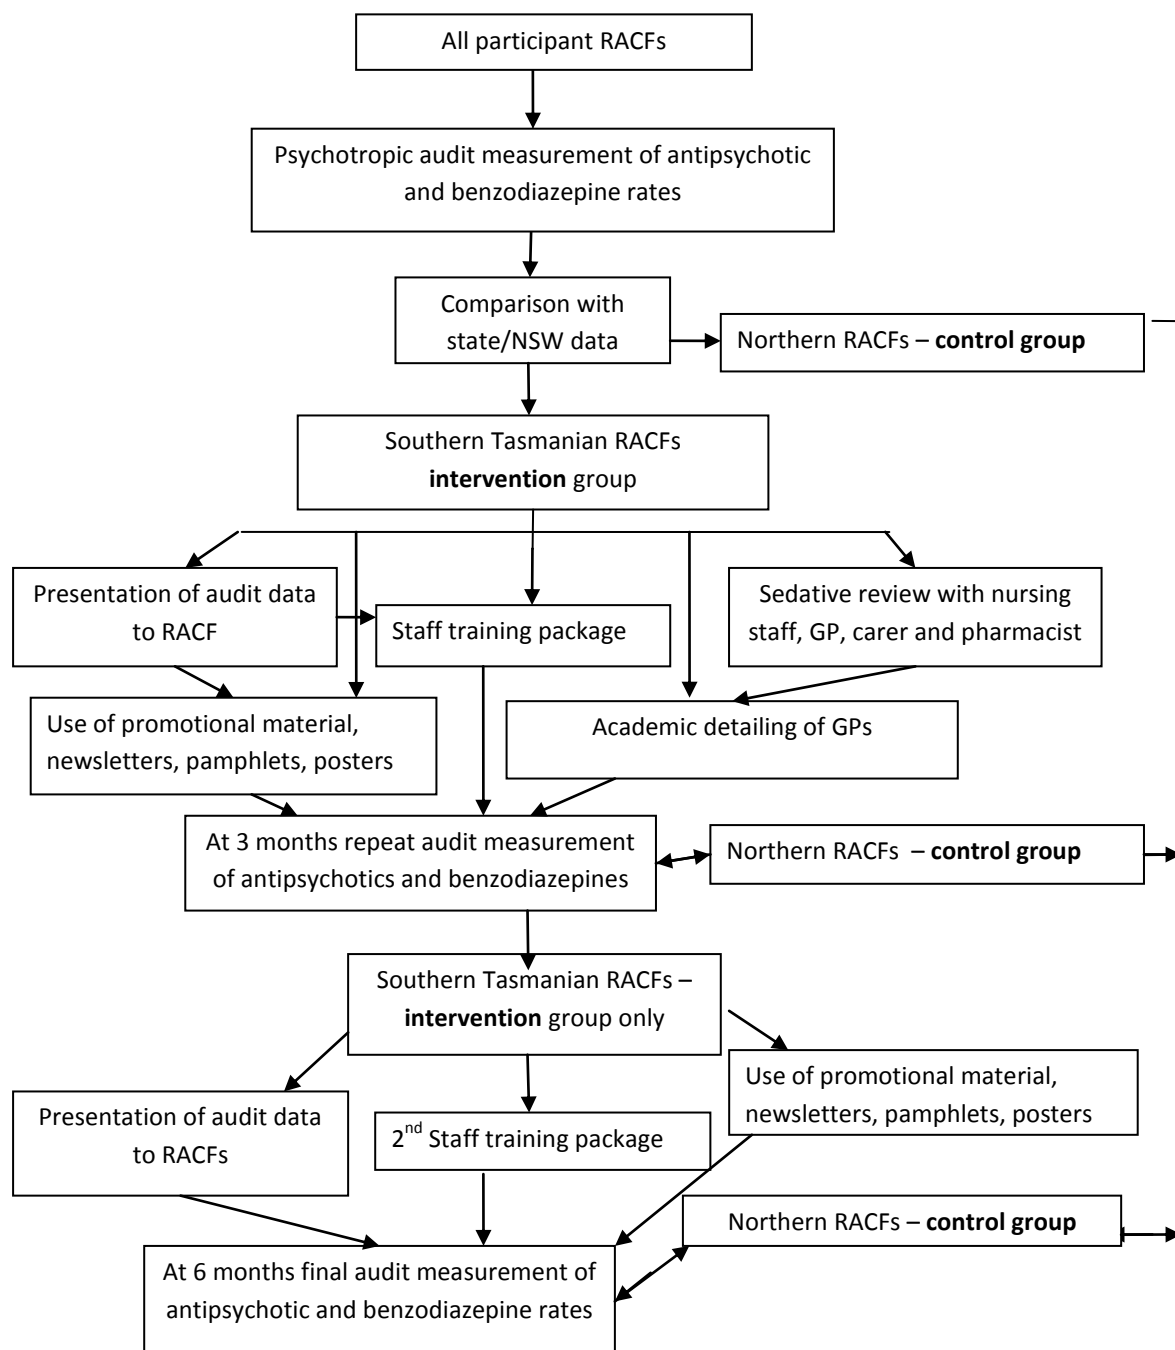 All participant RACFs
Psychotropic audit measurement of antipsychotic
and benzodiazepine rates
Comparison with
state/NSW data
Northern RACFs – control group
Southern Tasmanian RACFs
intervention group
Presentation of audit data
to RACF
Staff training package
Sedative review with nursing
staff, GP, carer and pharmacist
Use of promotional material,
newsletters, pamphlets, posters
Academic detailing of GPs
At 3 months repeat audit measurement
of antipsychotics and benzodiazepines
Northern RACFs – control group
Southern Tasmanian RACFs –
intervention group only
Use of promotional material,
newsletters, pamphlets, posters
Presentation of audit data
to RACFs
2nd Staff training package
Northern RACFs – control group
At 6 months final audit measurement of
antipsychotic and benzodiazepine rates